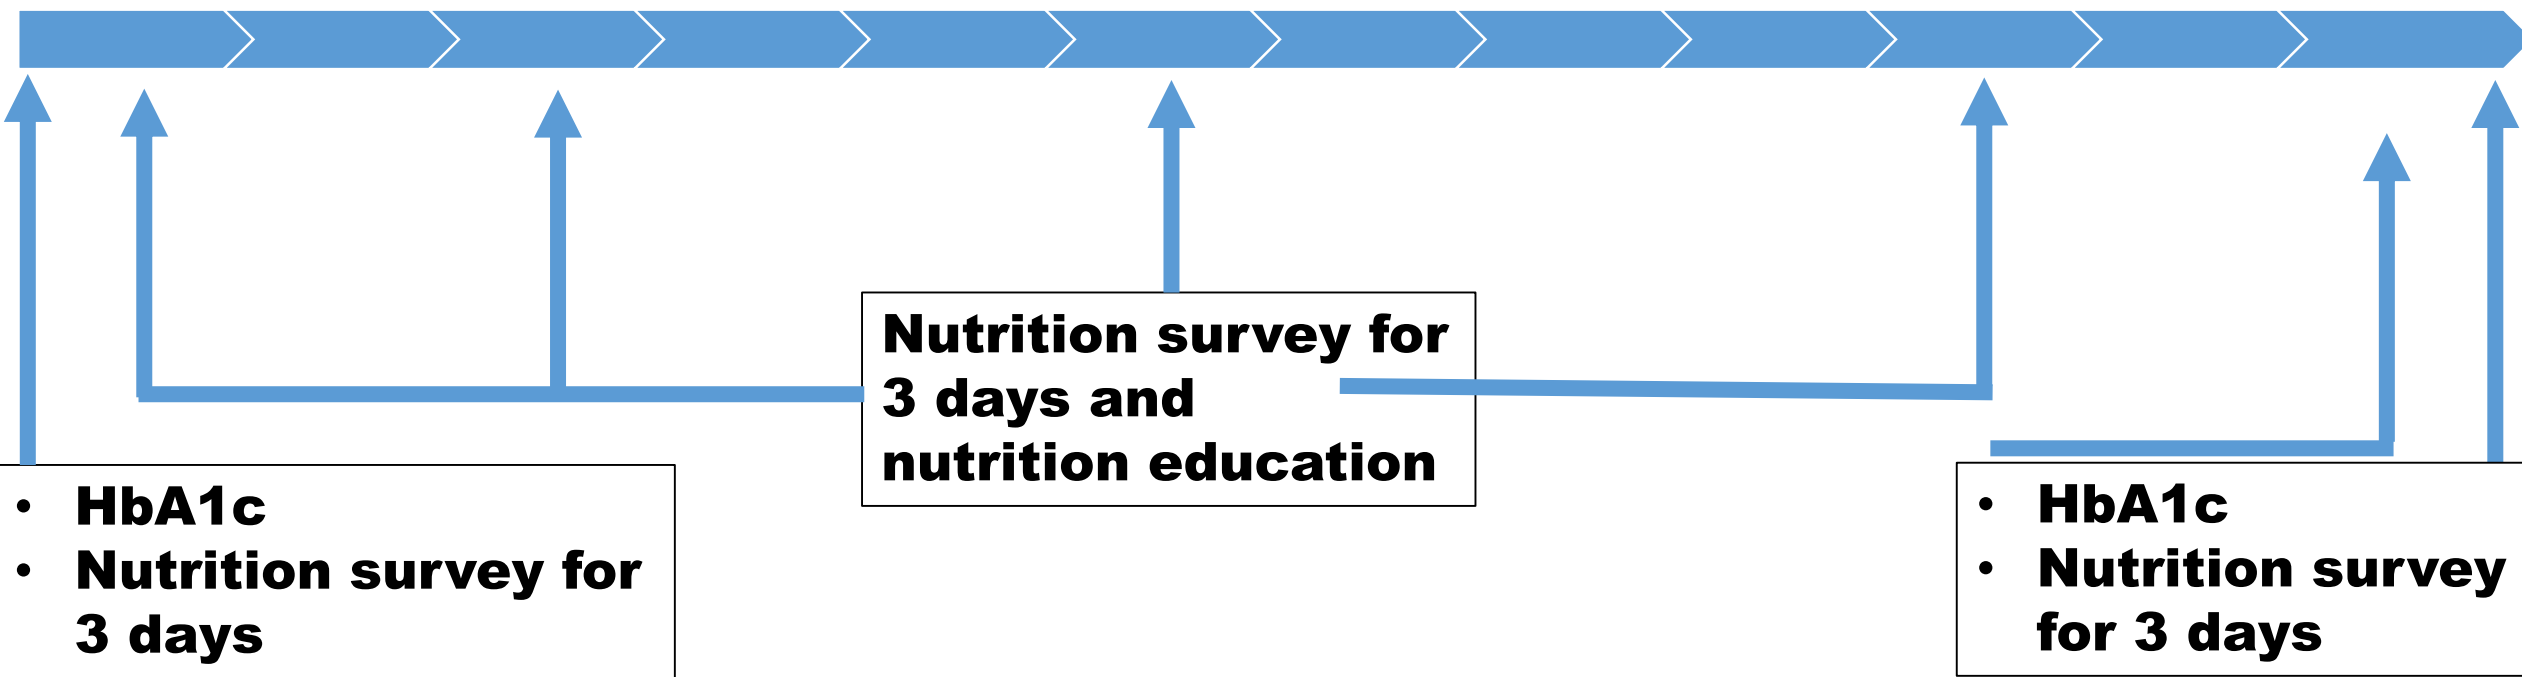 Nutrition survey for
3 days and
nutrition education
• HbA1c
• Nutrition survey for
3 days
• HbA1c
• Nutrition survey
for 3 days